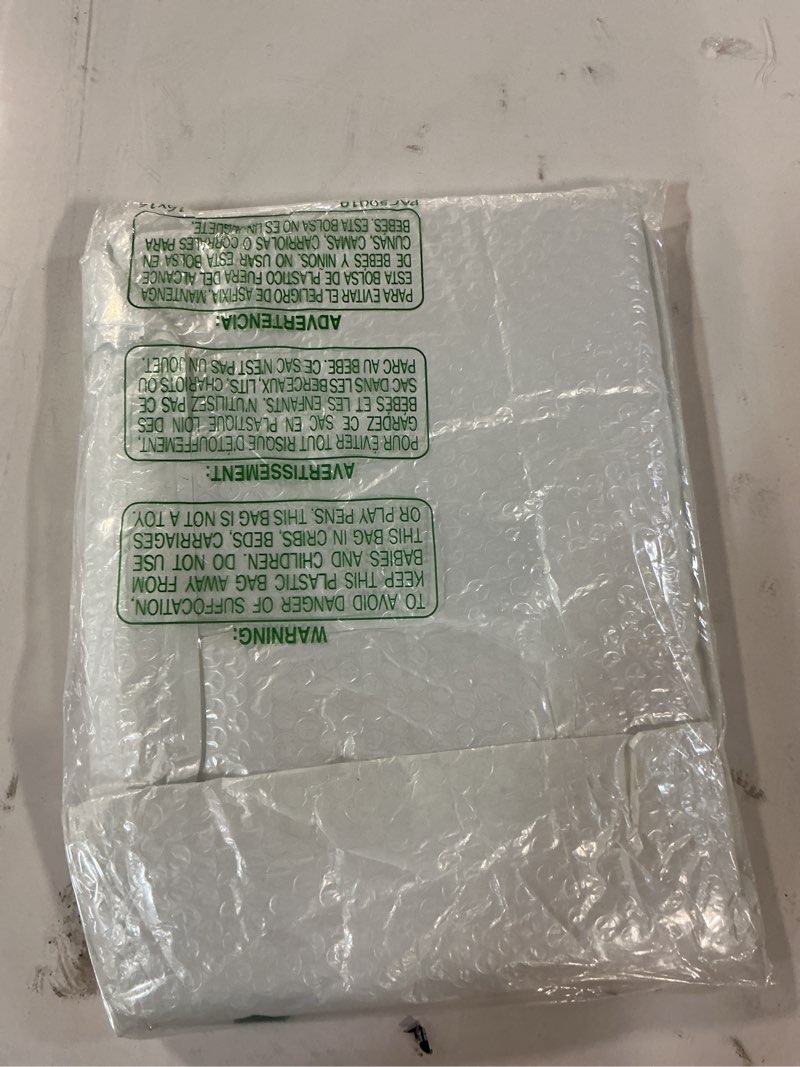 WARNING:
TO AVOID DANGER OF SUFFOCATION,
KEEP THIS PLASTIC BAG AWAY FROM
BABIES AND CHILDREN. DO NOT USE
THIS BAG IN CRIBS, BEDS, CARRIAGES
OR PLAY PENS. THIS BAG IS NOT A TOY.
AVERTISSEMENT:
POUR ÉVITER TOUT RISQUE D'ETOUFFEMENT,
GARDEZ CE SAC EN PLASTIQUE LOIN DES
BÉBÉS ET LES ENFANTS. N'UTILISEZ PAS CE
SAC DANS LES BERCEAUX, LITS, CHARIOTS OU
PARC AU BEBE. CE SAC N'EST PAS UN JOUET.
ADVERTENCIA:
PARA EVITAR EL PELIGRO DE ASFIXIA, MANTENGA
ESTA BOLSA DE PLASTICO FUERA DEL ALCANCE
DE BEBES Y NINOS. NO USAR ESTA BOLSA EN
CUNAS, CAMAS, CARRIOLAS O CORRALES PARA
BEBES. ESTA BOLSA NO ES UN JUGUETE.